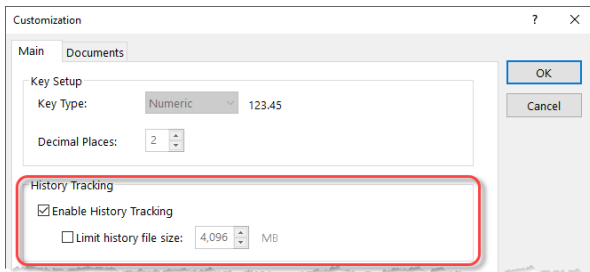 Customization ? ×
Main Documents
OK
Key Setup
Key Type: Numeric 123.45
Cancel
Decimal Places: 2
History Tracking
Enable History Tracking
Limit history file size: 4,096 MB